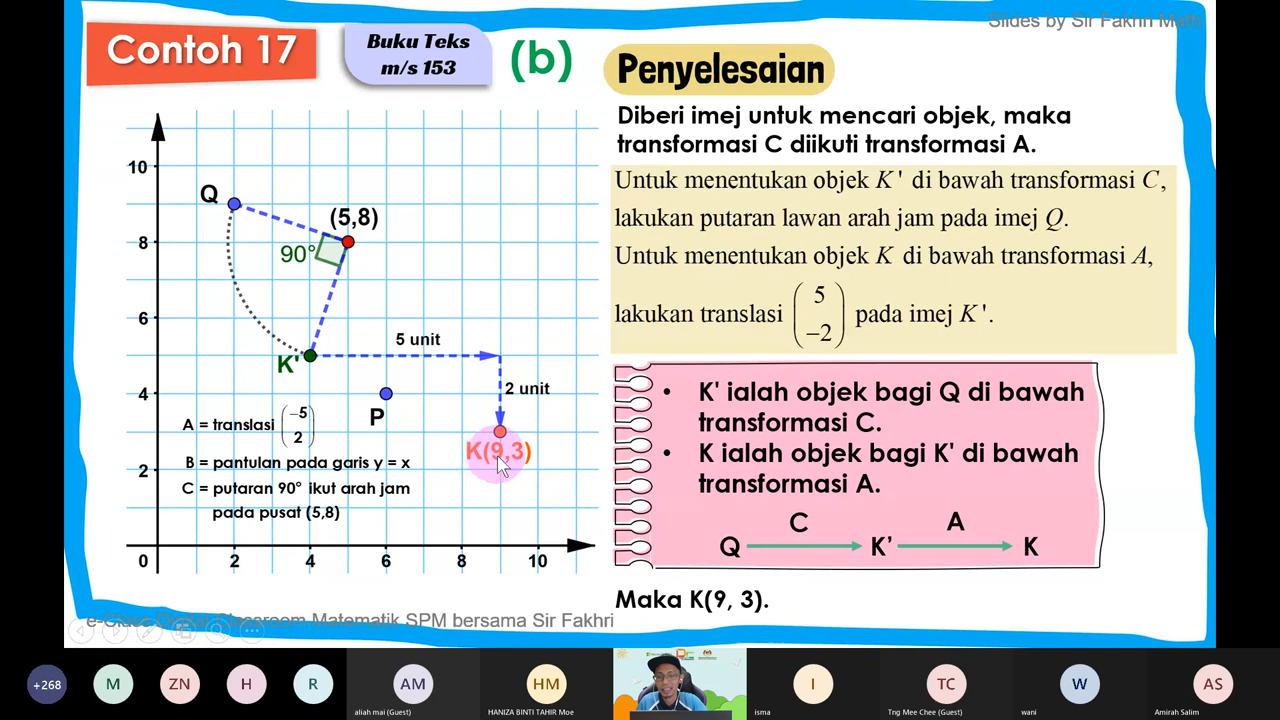 Slides by Sir Fakhri Math
Contoh 17
Buku Teks
m/s 153
(b)
Penyelesaian
Diberi imej untuk mencari objek, maka
transformasi C diikuti transformasi A.
Untuk menentukan objek K' di bawah transformasi C,
lakukan putaran lawan arah jam pada imej Q.
Untuk menentukan objek K di bawah transformasi A,
lakukan translasi (5 −2) pada imej K'.
10
8
6
4
2
0
2
4
6
8
10
Q
(5,8)
90°
K'
5 unit
2 unit
P
K(9,3)
A = translasi (−5 2)
B = pantulan pada garis y = x
C = putaran 90° ikut arah jam
pada pusat (5,8)
• K' ialah objek bagi Q di bawah
transformasi C.
• K ialah objek bagi K' di bawah
transformasi A.
C A
Q K' K
Maka K(9, 3).
e-Class Digital Classroom Matematik SPM bersama Sir Fakhri
+268
M
ZN
H
R
AM
aliah mai (Guest)
HM
HANIZA BINTI TAHIR Moe
I
isma
TC
Tng Mee Chee (Guest)
W
wani
AS
Amirah Salim